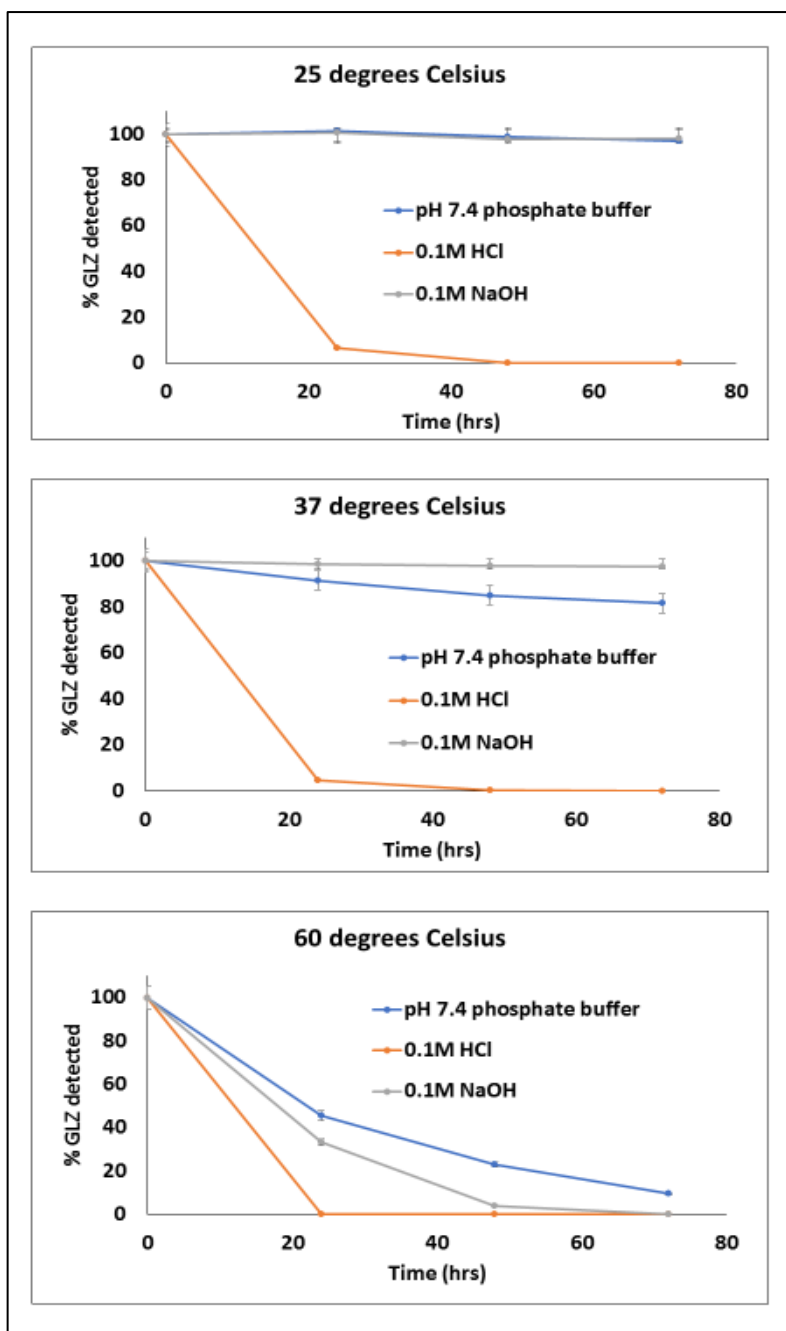 25 degrees Celsius
100
80
60
40
20
0
% GLZ detected
pH 7.4 phosphate buffer
0.1M HCl
0.1M NaOH
0 20 40 60 80
Time (hrs)
37 degrees Celsius
100
80
60
40
20
0
% GLZ detected
pH 7.4 phosphate buffer
0.1M HCl
0.1M NaOH
0 20 40 60 80
Time (hrs)
60 degrees Celsius
100
80
60
40
20
0
% GLZ detected
pH 7.4 phosphate buffer
0.1M HCl
0.1M NaOH
0 20 40 60 80
Time (hrs)